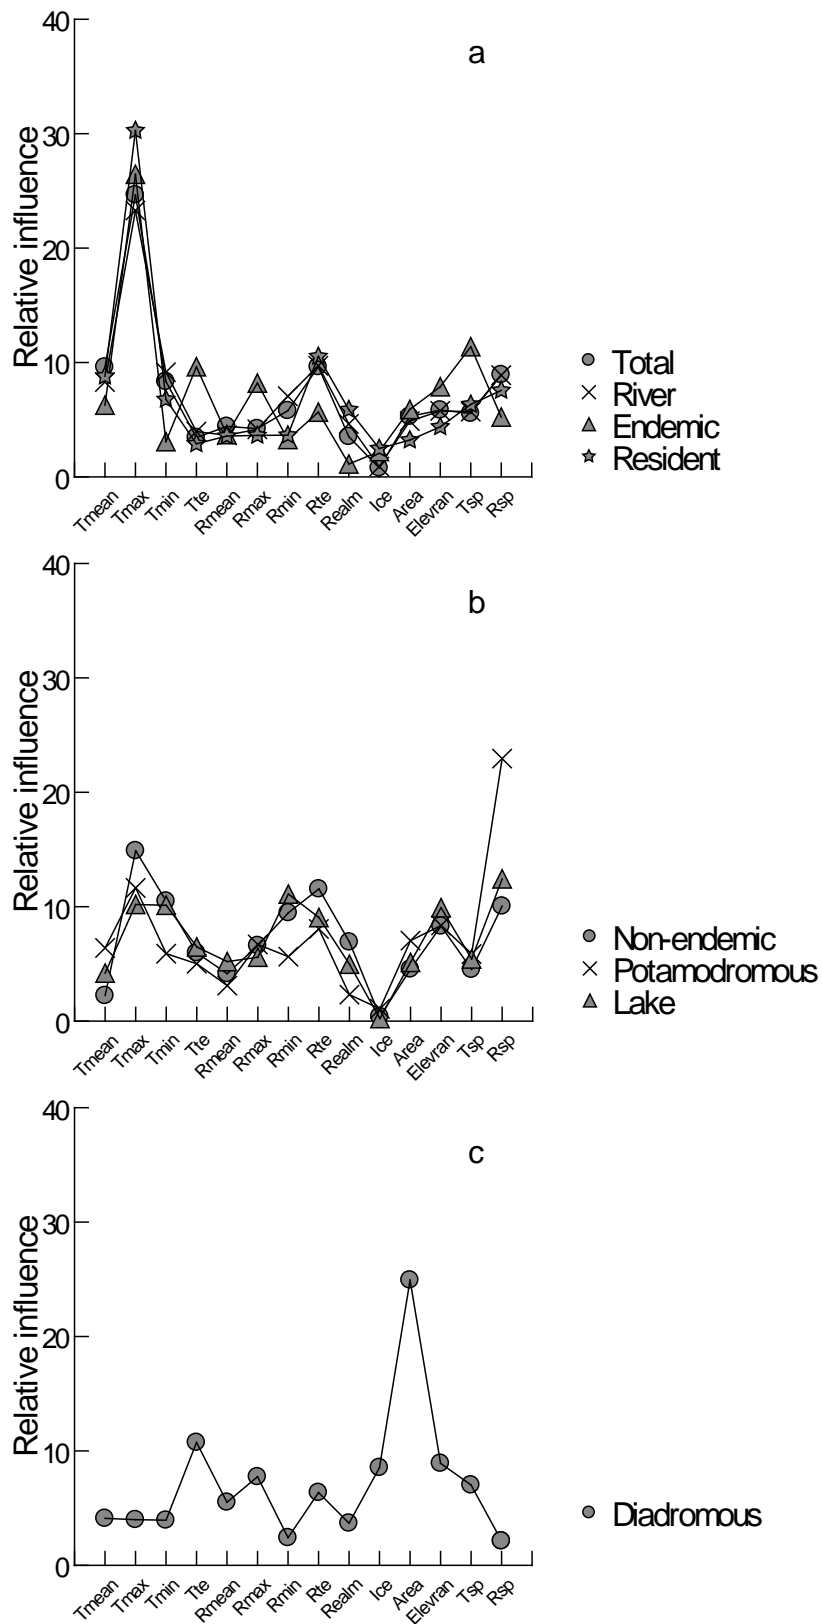 a
40
30
20
10
0
Relative influence
Tmean Tmax Tmin Tte Rmean Rmax Rmin Rte Realm Ice Area Elevran Tsp Rsp
Total
River
Endemic
Resident
b
40
30
20
10
0
Relative influence
Tmean Tmax Tmin Tte Rmean Rmax Rmin Rte Realm Ice Area Elevran Tsp Rsp
Non-endemic
Potamodromous
Lake
c
40
30
20
10
0
Relative influence
Tmean Tmax Tmin Tte Rmean Rmax Rmin Rte Realm Ice Area Elevran Tsp Rsp
Diadromous